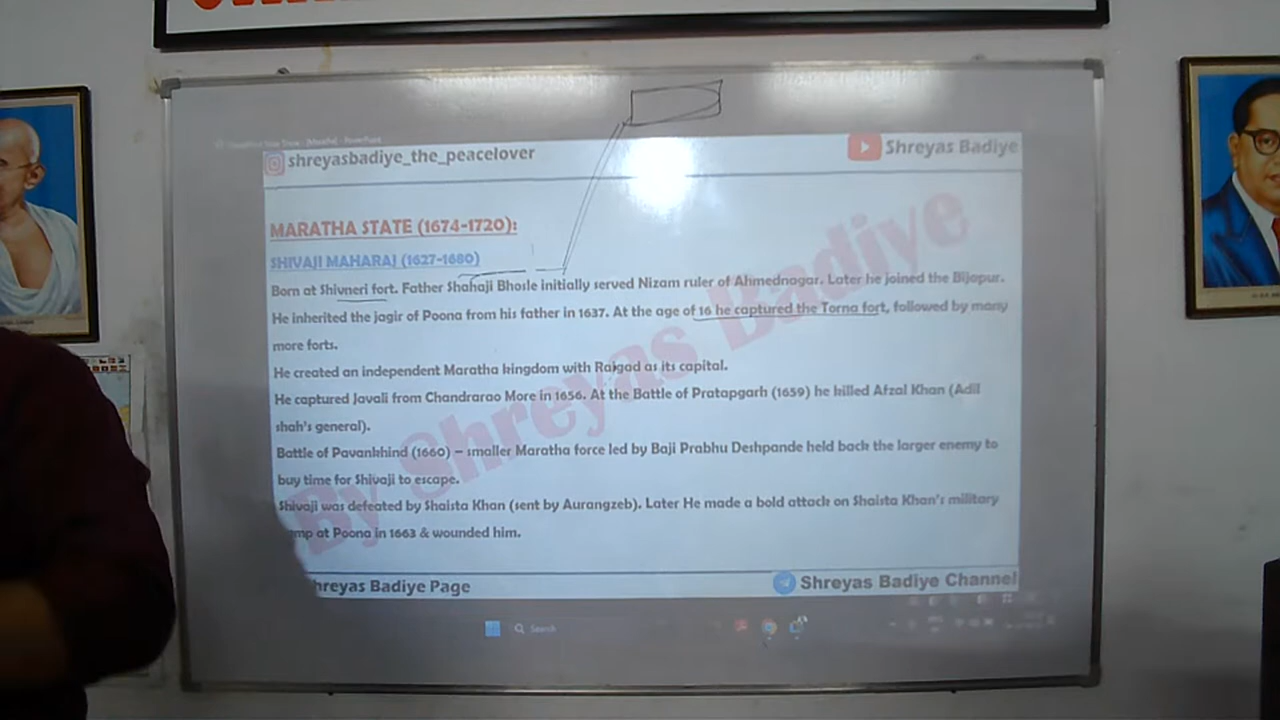 shreyasbadiye_the_peacelover
Shreyas Badiye
MARATHA STATE (1674-1720):
SHIVAJI MAHARAJ (1627-1680)
Born at Shivneri fort. Father Shahaji Bhosle initially served Nizam ruler of Ahmednagar. Later he joined the Bijapur.
He inherited the jagir of Poona from his father in 1637. At the age of 16 he captured the Torna fort, followed by many
more forts.
He created an independent Maratha kingdom with Raigad as its capital.
He captured Javali from Chandrarao More in 1656. At the Battle of Pratapgarh (1659) he killed Afzal Khan (Adil
shah's general).
Battle of Pavankhind (1660) – smaller Maratha force led by Baji Prabhu Deshpande held back the larger enemy to
buy time for Shivaji to escape.
Shivaji was defeated by Shaista Khan (sent by Aurangzeb). Later He made a bold attack on Shaista Khan's military
mp at Poona in 1663 & wounded him.
By Shreyas Badiye
hreyas Badiye Page
Shreyas Badiye Channel
Search